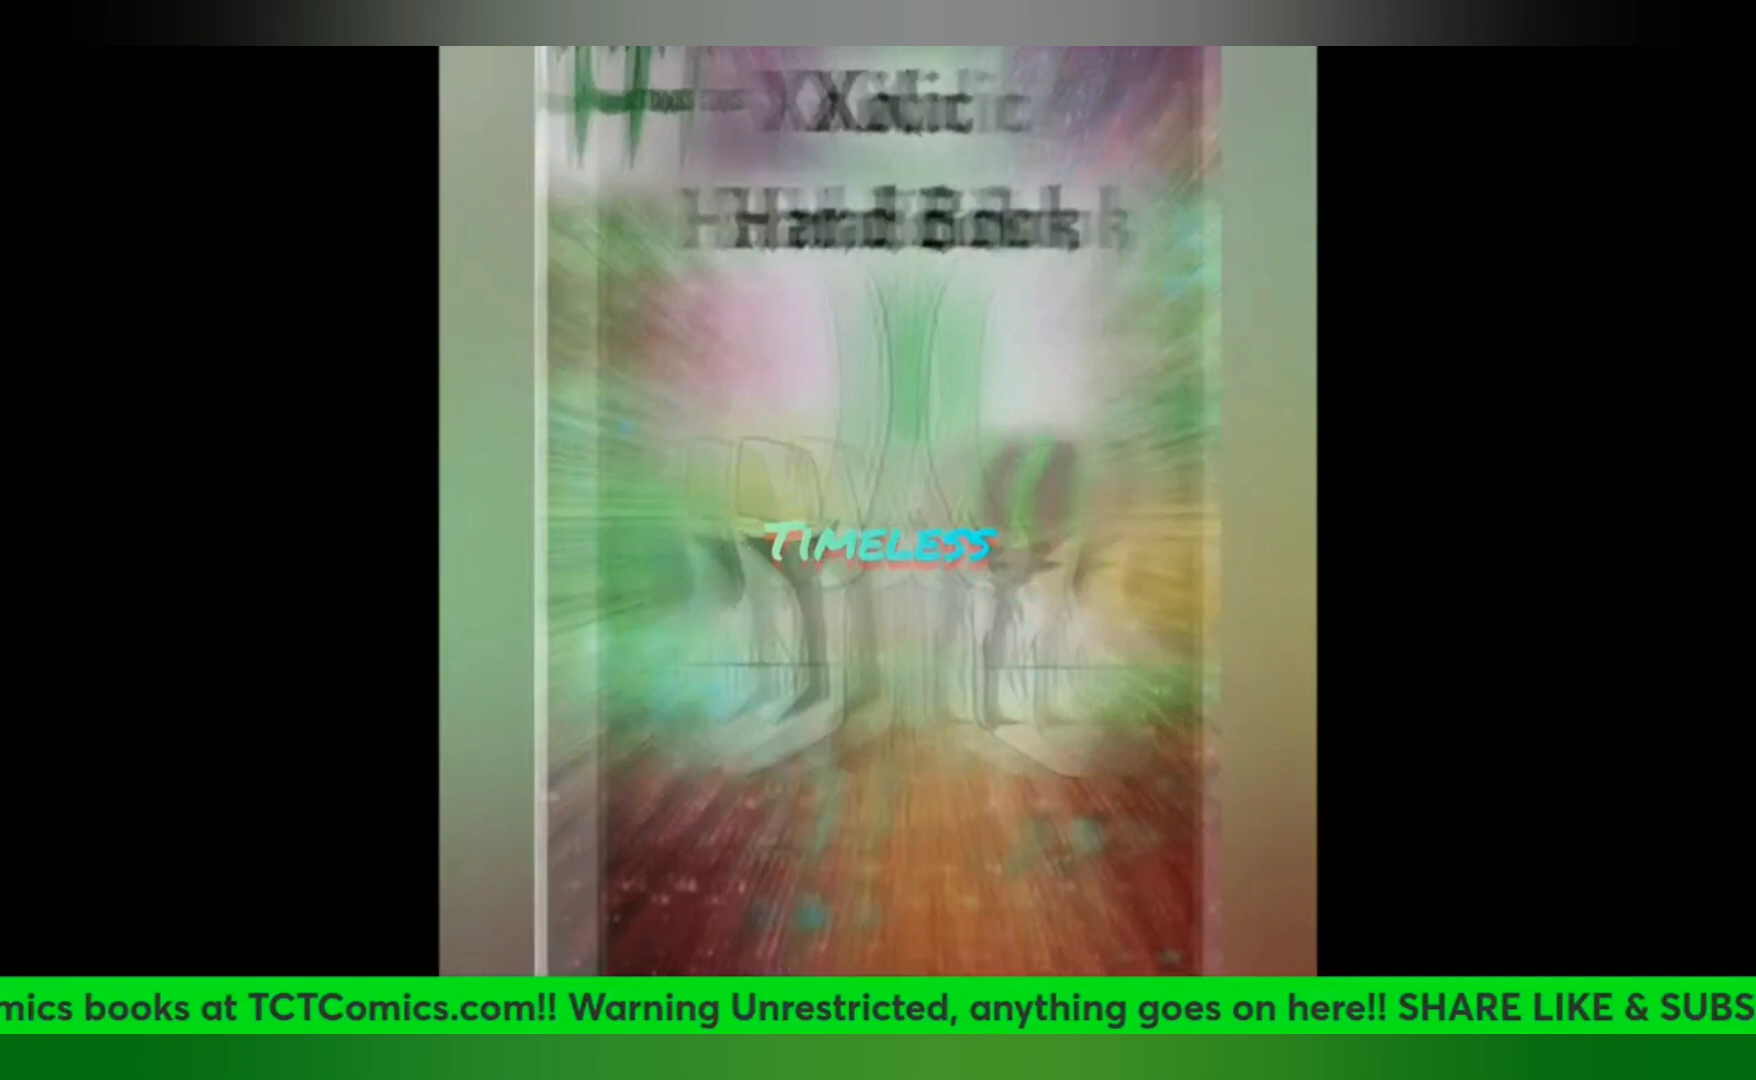 Hand Book
Timeless
mics books at TCTComics.com!! Warning Unrestricted, anything goes on here!! SHARE LIKE & SUBS